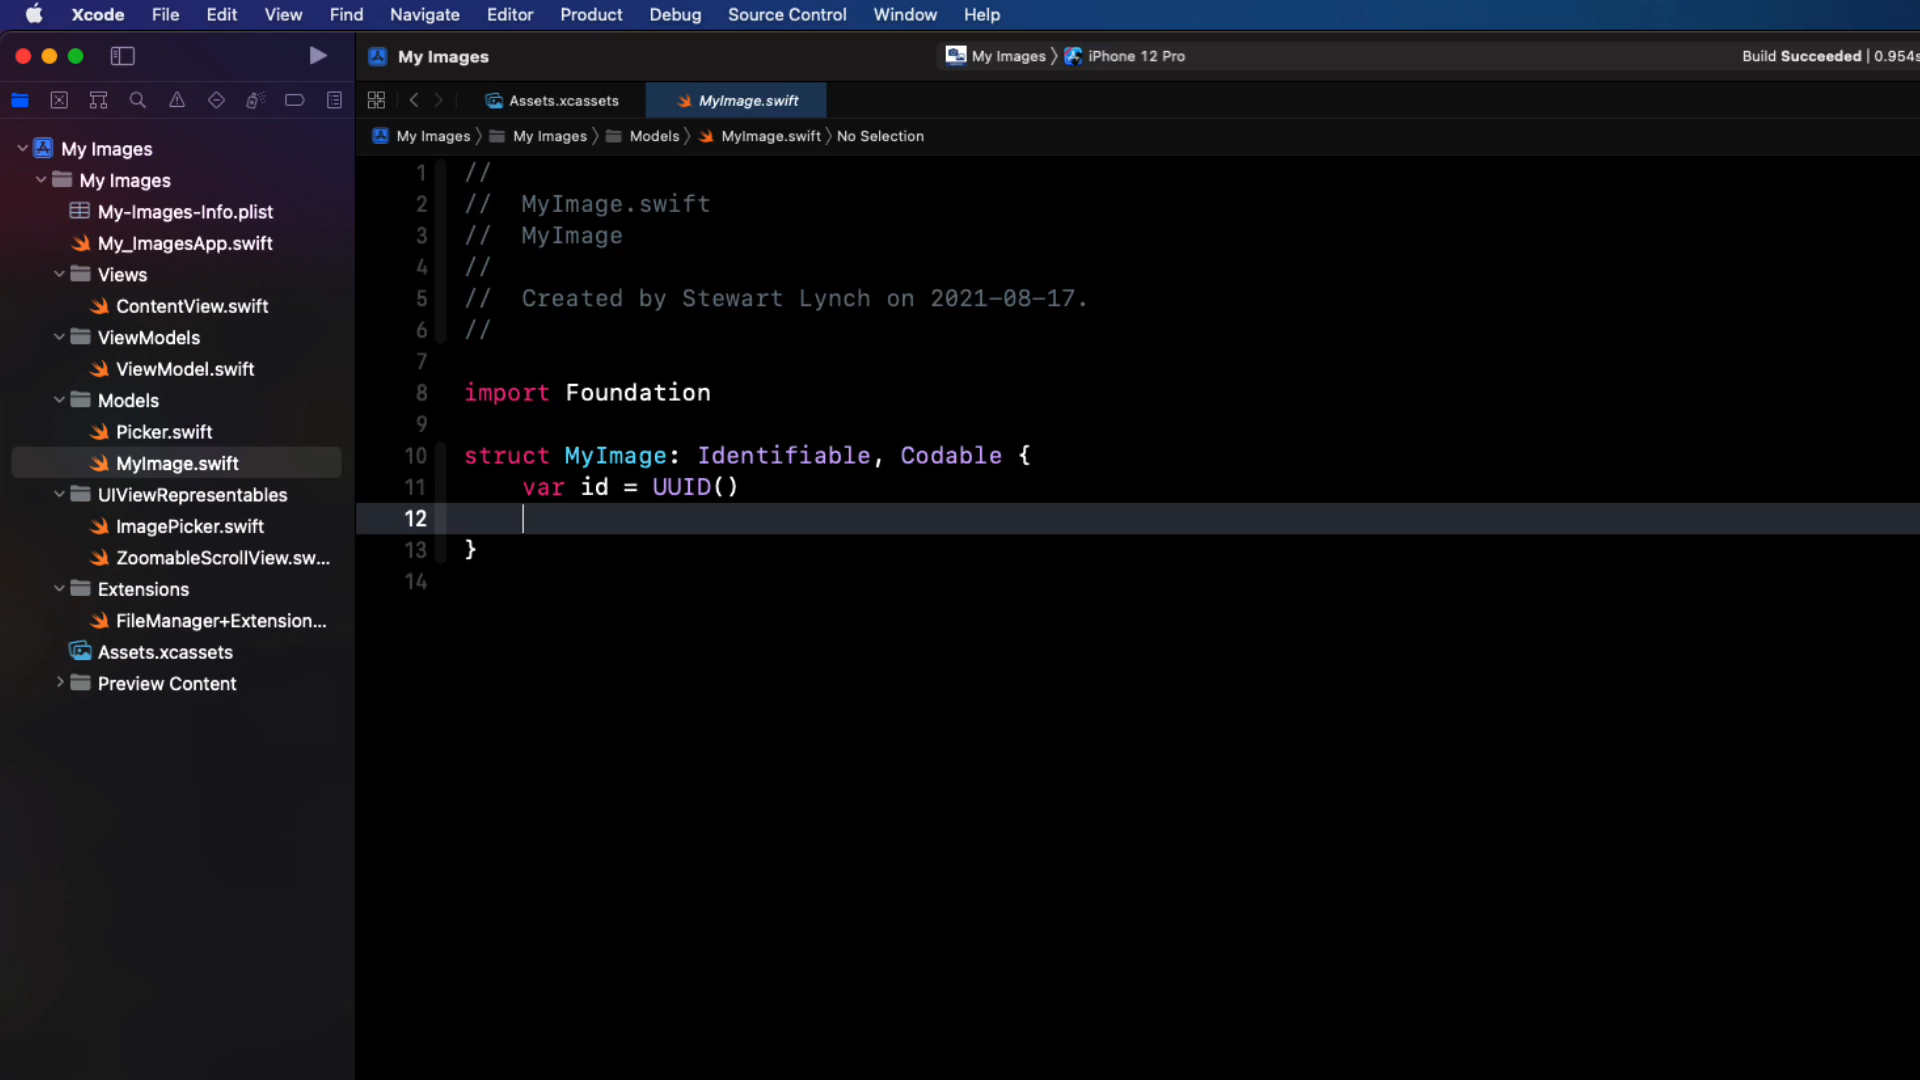 Xcode File Edit View Find Navigate Editor Product Debug Source Control Window Help
My Images
My Images 〉 iPhone 12 Pro
Build Succeeded | 0.954s
Assets.xcassets
MyImage.swift
My Images 〉 My Images 〉 Models 〉 MyImage.swift 〉 No Selection
My Images
My Images
My-Images-Info.plist
My_ImagesApp.swift
Views
ContentView.swift
ViewModels
ViewModel.swift
Models
Picker.swift
MyImage.swift
UIViewRepresentables
ImagePicker.swift
ZoomableScrollView.sw...
Extensions
FileManager+Extension...
Assets.xcassets
Preview Content
1 //
2 // MyImage.swift
3 // MyImage
4 //
5 // Created by Stewart Lynch on 2021-08-17.
6 //
7
8 import Foundation
9
10 struct MyImage: Identifiable, Codable {
11 var id = UUID()
12
13 }
14